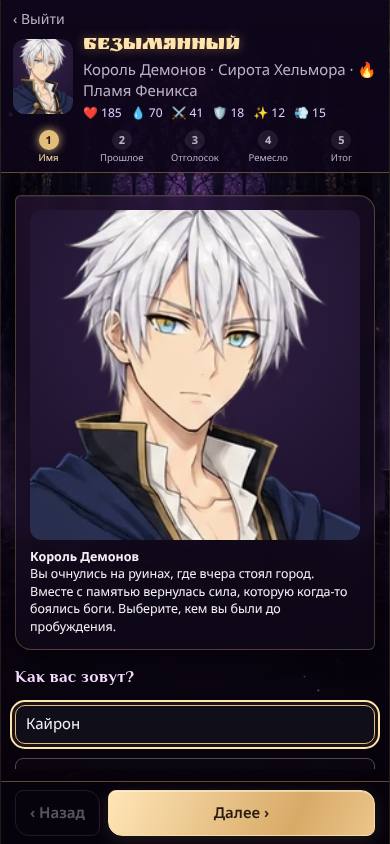 ‹ Выйти
БЕЗЫМЯННЫЙ
Король Демонов · Сирота Хельмора · 🔥
Пламя Феникса
❤️ 185 💧 70 ⚔️ 41 🛡️ 18 ✨ 12 💨 15
1 2 3 4 5
Имя Прошлое Отголосок Ремесло Итог
Король Демонов
Вы очнулись на руинах, где вчера стоял город.
Вместе с памятью вернулась сила, которую когда-то
боялись боги. Выберите, кем вы были до
пробуждения.
Как вас зовут?
Кайрон
‹ Назад
Далее ›